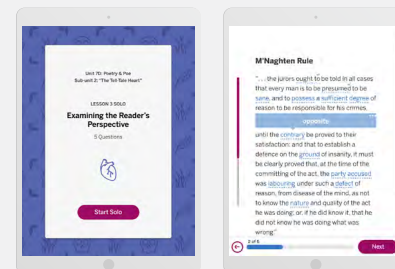 Unit 7D: Poetry & Poe
Sub-unit 2: "The Tell-Tale Heart"
LESSON 3 SOLO
Examining the Reader's
Perspective
5 Questions
Start Solo
M'Naghten Rule
". . . the jurors ought to be told in all cases
that every man is to be presumed to be
sane, and to possess a sufficient degree of
reason to be responsible for his crimes,
opposite
until the contrary be proved to their
satisfaction: and that to establish a
defence on the ground of insanity, it must
be clearly proved that, at the time of the
committing of the act, the party accused
was labouring under such a defect of
reason, from disease of the mind, as not
to know the nature and quality of the act
he was doing; or, if he did know it, that he
did not know he was doing what was
wrong."
2 of 6
Next